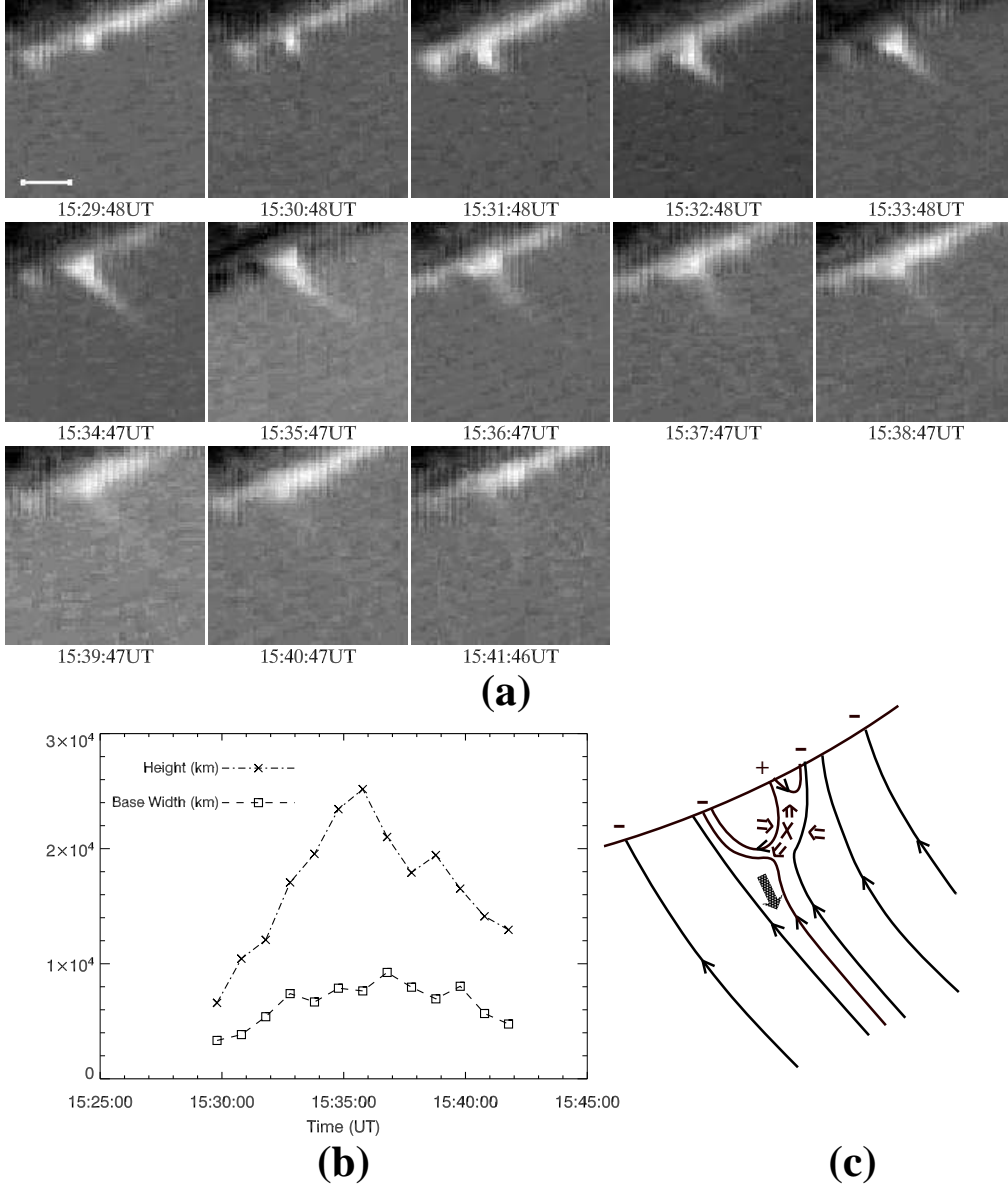 15:29:48UT 15:30:48UT 15:31:48UT 15:32:48UT 15:33:48UT
15:34:47UT 15:35:47UT 15:36:47UT 15:37:47UT 15:38:47UT
15:39:47UT 15:40:47UT 15:41:46UT
(a)
3×10⁴
2×10⁴
1×10⁴
0
Height (km)
Base Width (km)
15:25:00 15:30:00 15:35:00 15:40:00 15:45:00
Time (UT)
(b)
-
-
+
-
-
X
(c)